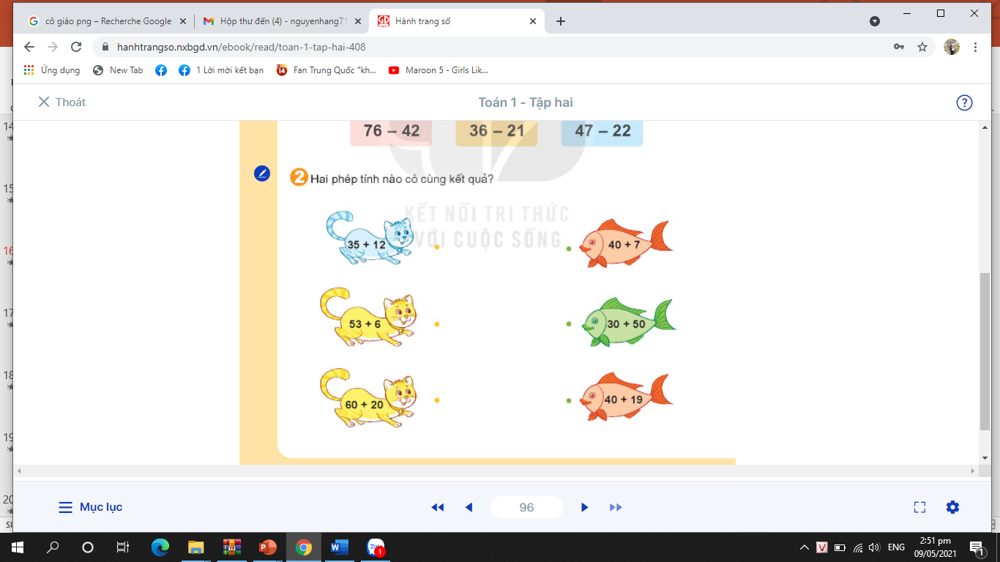 cô giáo png – Recherche Google
Hộp thư đến (4) - nguyenhang71
Hành trang số
hanhtrangso.nxbgd.vn/ebook/read/toan-1-tap-hai-408
Ứng dụng
New Tab
1 Lời mời kết bạn
Fan Trung Quốc "kh...
Maroon 5 - Girls Lik...
Thoát
Toán 1 - Tập hai
?
14
15
16
17
18
19
20
76 – 42
36 – 21
47 – 22
2 Hai phép tính nào có cùng kết quả?
KẾT NỐI TRI THỨC
VỚI CUỘC SỐNG
35 + 12
40 + 7
53 + 6
30 + 50
60 + 20
40 + 19
Mục lục
96
ENG
2:51 pm
09/05/2021
1